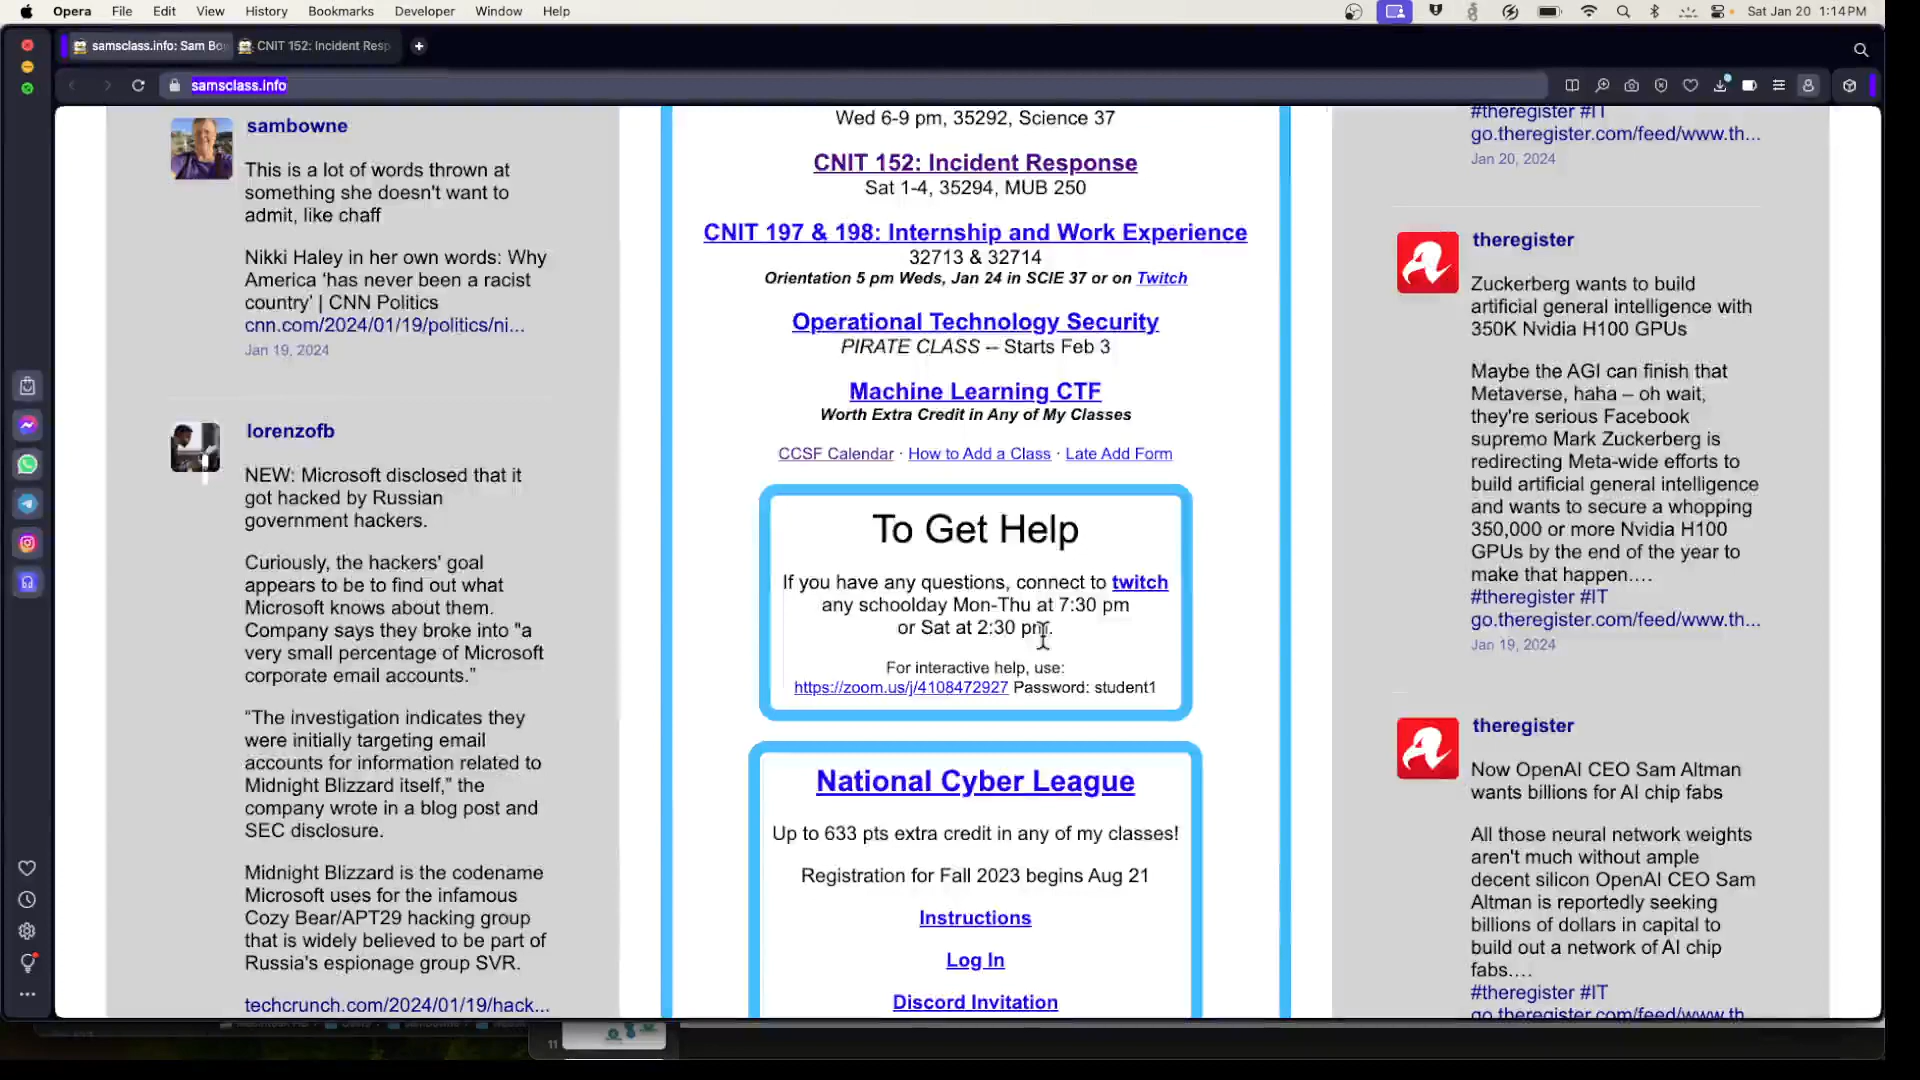 Opera File Edit View History Bookmarks Developer Window Help
Sat Jan 20 1:14PM
samsclass.info: Sam Bo
CNIT 152: Incident Resp
samsclass.info
sambowne
This is a lot of words thrown at
something she doesn't want to
admit, like chaff
Nikki Haley in her own words: Why
America ‘has never been a racist
country’ | CNN Politics
cnn.com/2024/01/19/politics/ni...
Jan 19, 2024
lorenzofb
NEW: Microsoft disclosed that it
got hacked by Russian
government hackers.
Curiously, the hackers' goal
appears to be to find out what
Microsoft knows about them.
Company says they broke into "a
very small percentage of Microsoft
corporate email accounts."
“The investigation indicates they
were initially targeting email
accounts for information related to
Midnight Blizzard itself,” the
company wrote in a blog post and
SEC disclosure.
Midnight Blizzard is the codename
Microsoft uses for the infamous
Cozy Bear/APT29 hacking group
that is widely believed to be part of
Russia's espionage group SVR.
techcrunch.com/2024/01/19/hack...
Wed 6-9 pm, 35292, Science 37
CNIT 152: Incident Response
Sat 1-4, 35294, MUB 250
CNIT 197 & 198: Internship and Work Experience
32713 & 32714
Orientation 5 pm Weds, Jan 24 in SCIE 37 or on Twitch
Operational Technology Security
PIRATE CLASS -- Starts Feb 3
Machine Learning CTF
Worth Extra Credit in Any of My Classes
CCSF Calendar · How to Add a Class · Late Add Form
To Get Help
If you have any questions, connect to twitch
any schoolday Mon-Thu at 7:30 pm
or Sat at 2:30 pm.
For interactive help, use:
https://zoom.us/j/4108472927 Password: student1
National Cyber League
Up to 633 pts extra credit in any of my classes!
Registration for Fall 2023 begins Aug 21
Instructions
Log In
Discord Invitation
#theregister #IT
go.theregister.com/feed/www.th...
Jan 20, 2024
theregister
Zuckerberg wants to build
artificial general intelligence with
350K Nvidia H100 GPUs
Maybe the AGI can finish that
Metaverse, haha – oh wait,
they're serious Facebook
supremo Mark Zuckerberg is
redirecting Meta-wide efforts to
build artificial general intelligence
and wants to secure a whopping
350,000 or more Nvidia H100
GPUs by the end of the year to
make that happen.…
#theregister #IT
go.theregister.com/feed/www.th...
Jan 19, 2024
theregister
Now OpenAI CEO Sam Altman
wants billions for AI chip fabs
All those neural network weights
aren't much without ample
decent silicon OpenAI CEO Sam
Altman is reportedly seeking
billions of dollars in capital to
build out a network of AI chip
fabs.…
#theregister #IT
go.theregister.com/feed/www.th...
11